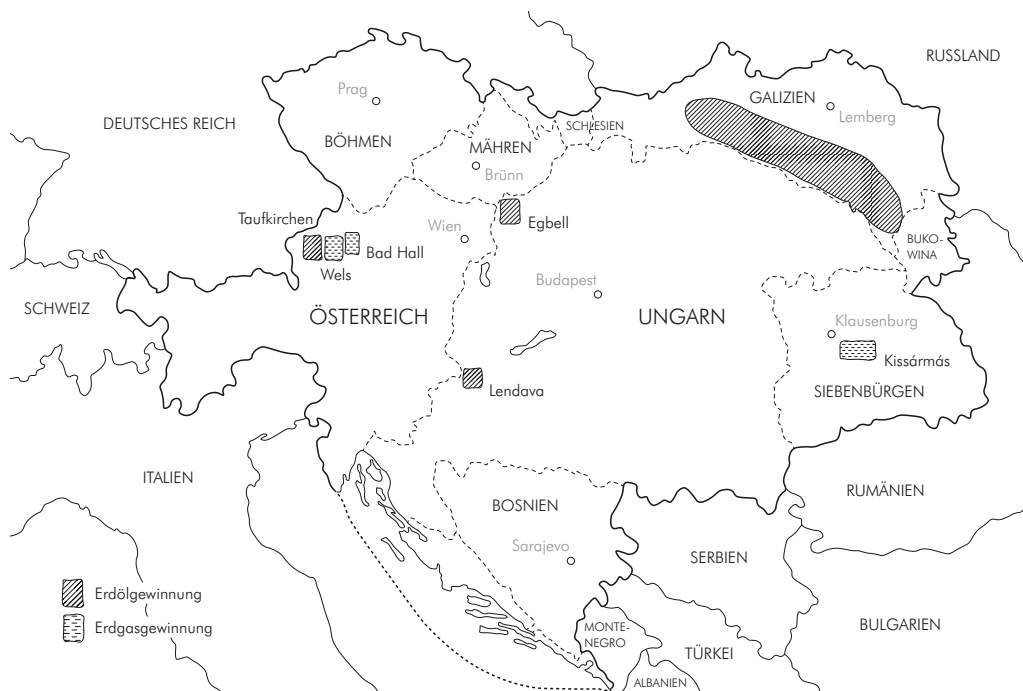 RUSSLAND
Prag
GALIZIEN
Lemberg
DEUTSCHES REICH
SCHLESIEN
BÖHMEN
MÄHREN
Brünn
Taufkirchen
Wien
Egbell
Bad Hall
BUKO-
WINA
Wels
Budapest
SCHWEIZ
ÖSTERREICH
UNGARN
Klausenburg
Kissármás
Lendava
SIEBENBÜRGEN
ITALIEN
RUMÄNIEN
BOSNIEN
Sarajevo
SERBIEN
Erdölgewinnung
Erdgasgewinnung
MONTE-
NEGRO
BULGARIEN
TÜRKEI
ALBANIEN